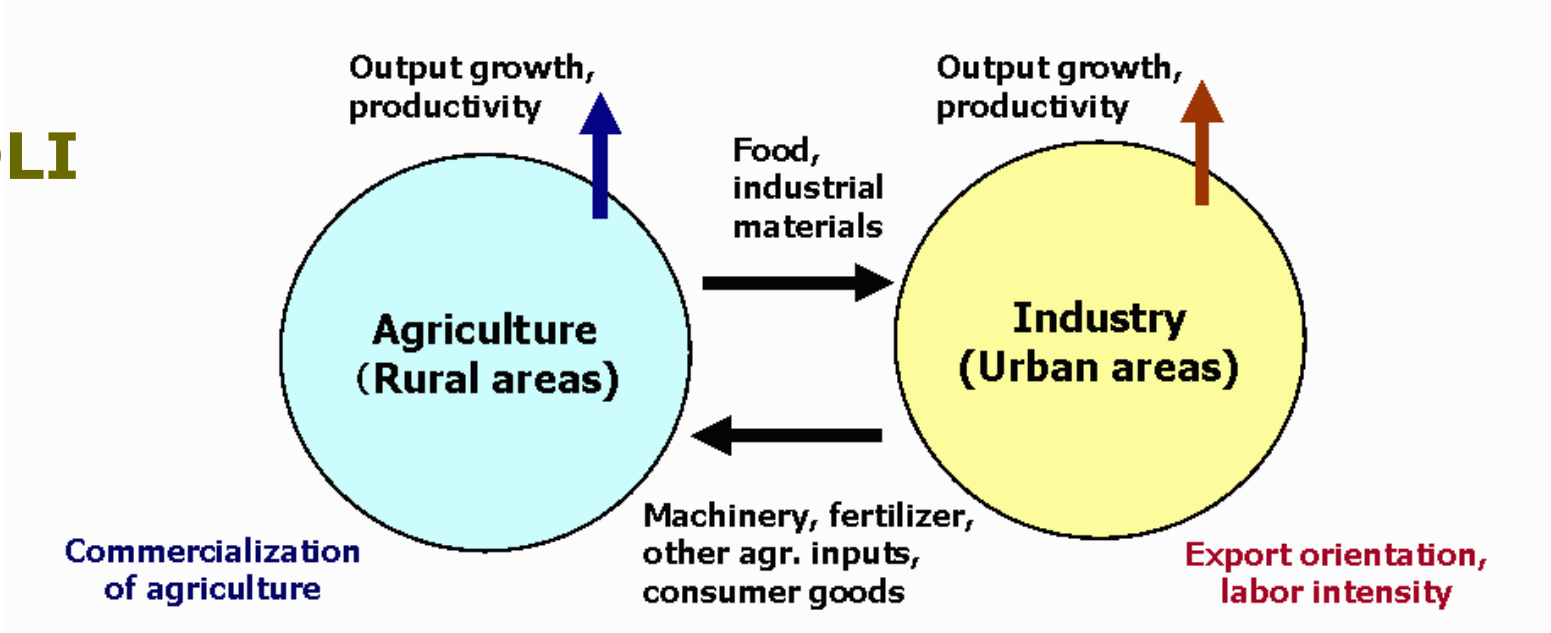 Output growth,
productivity
Output growth,
productivity
Food,
industrial
materials
LI
Agriculture
(Rural areas)
Industry
(Urban areas)
Machinery, fertilizer,
other agr. inputs,
consumer goods
Commercialization
of agriculture
Export orientation,
labor intensity